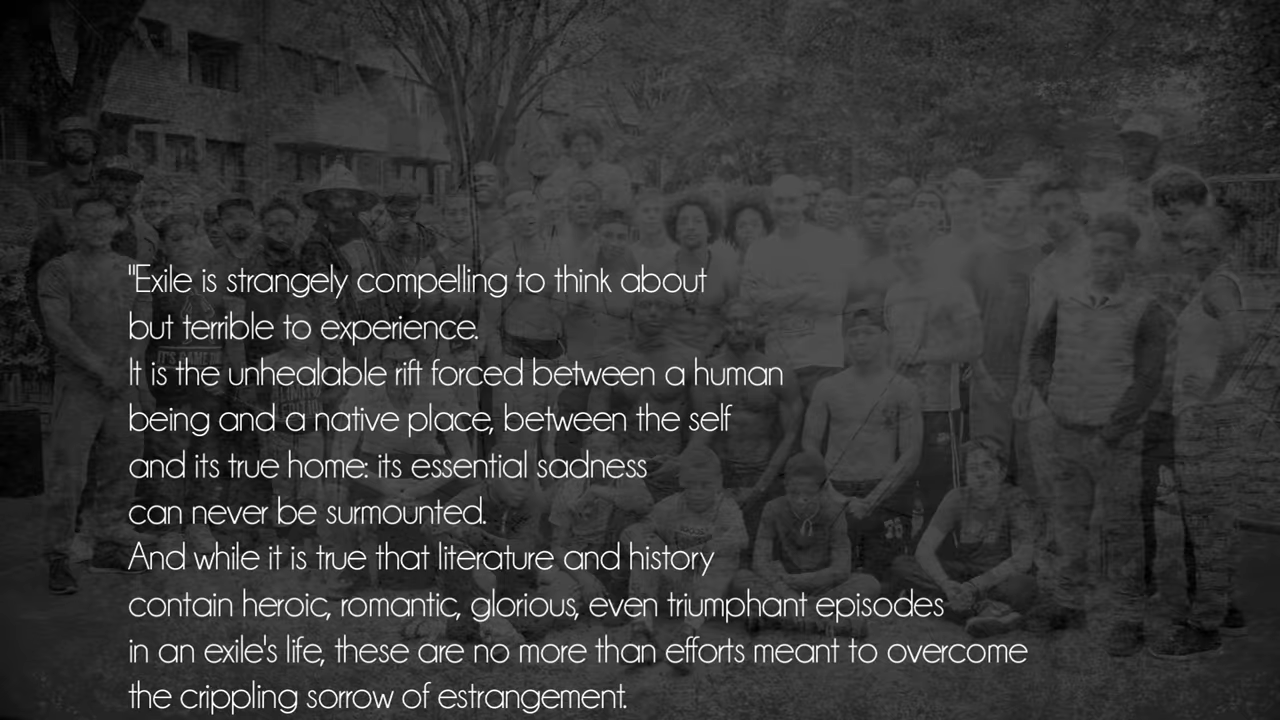 "Exile is strangely compelling to think about
but terrible to experience.
It is the unhealable rift forced between a human
being and a native place, between the self
and its true home: its essential sadness
can never be surmounted.
And while it is true that literature and history
contain heroic, romantic, glorious, even triumphant episodes
in an exile's life, these are no more than efforts meant to overcome
the crippling sorrow of estrangement.